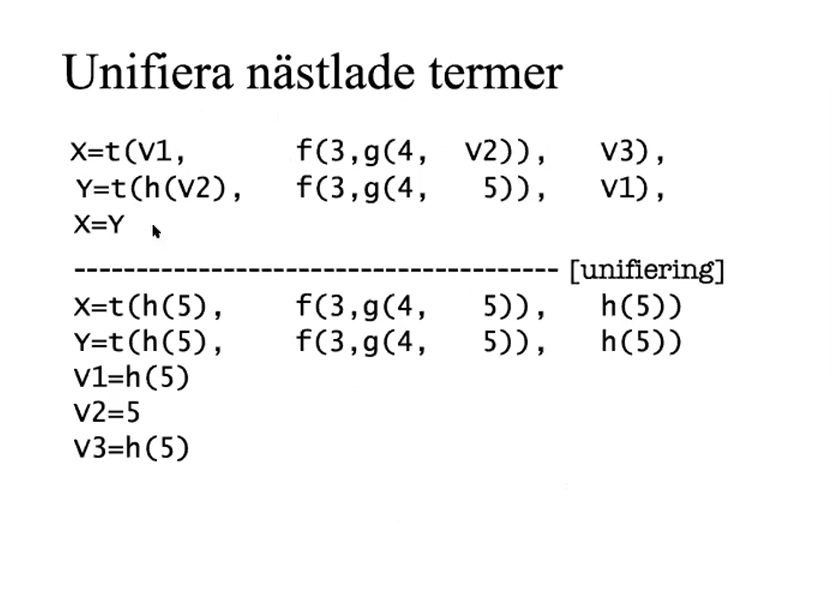 Unifiera nästlade termer
X=t(V1, f(3,g(4, V2)), V3),
Y=t(h(V2), f(3,g(4, 5)), V1),
X=Y
--------------------------------------- [unifiering]
X=t(h(5), f(3,g(4, 5)), h(5))
Y=t(h(5), f(3,g(4, 5)), h(5))
V1=h(5)
V2=5
V3=h(5)